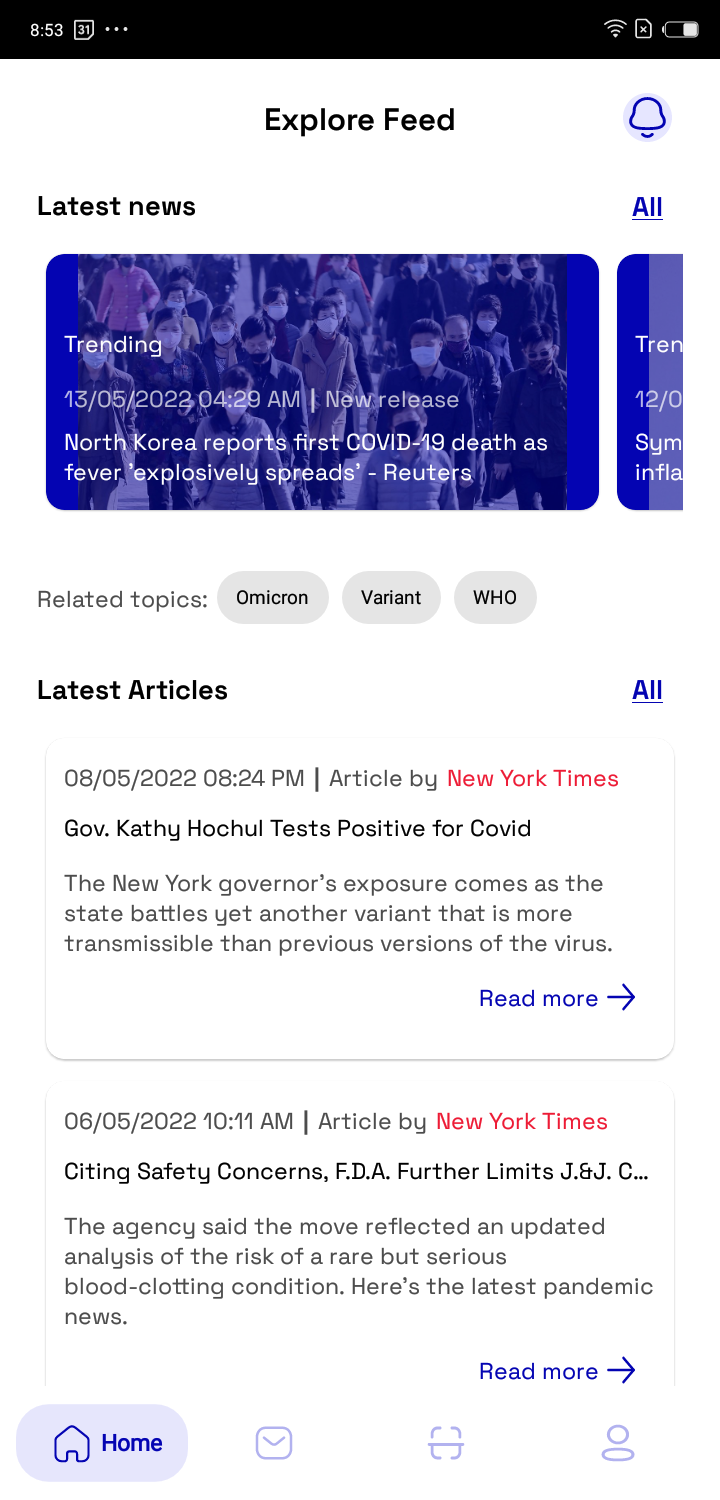 8:53 31
Explore Feed
Latest news All
Trending
13/05/2022 04:29 AM | New release
North Korea reports first COVID-19 death as
fever 'explosively spreads' - Reuters
Tren
12/0
Sym
infla
Related topics: Omicron Variant WHO
Latest Articles All
08/05/2022 08:24 PM | Article by New York Times
Gov. Kathy Hochul Tests Positive for Covid
The New York governor's exposure comes as the
state battles yet another variant that is more
transmissible than previous versions of the virus.
Read more
06/05/2022 10:11 AM | Article by New York Times
Citing Safety Concerns, F.D.A. Further Limits J.&J. C...
The agency said the move reflected an updated
analysis of the risk of a rare but serious
blood-clotting condition. Here's the latest pandemic
news.
Read more
Home